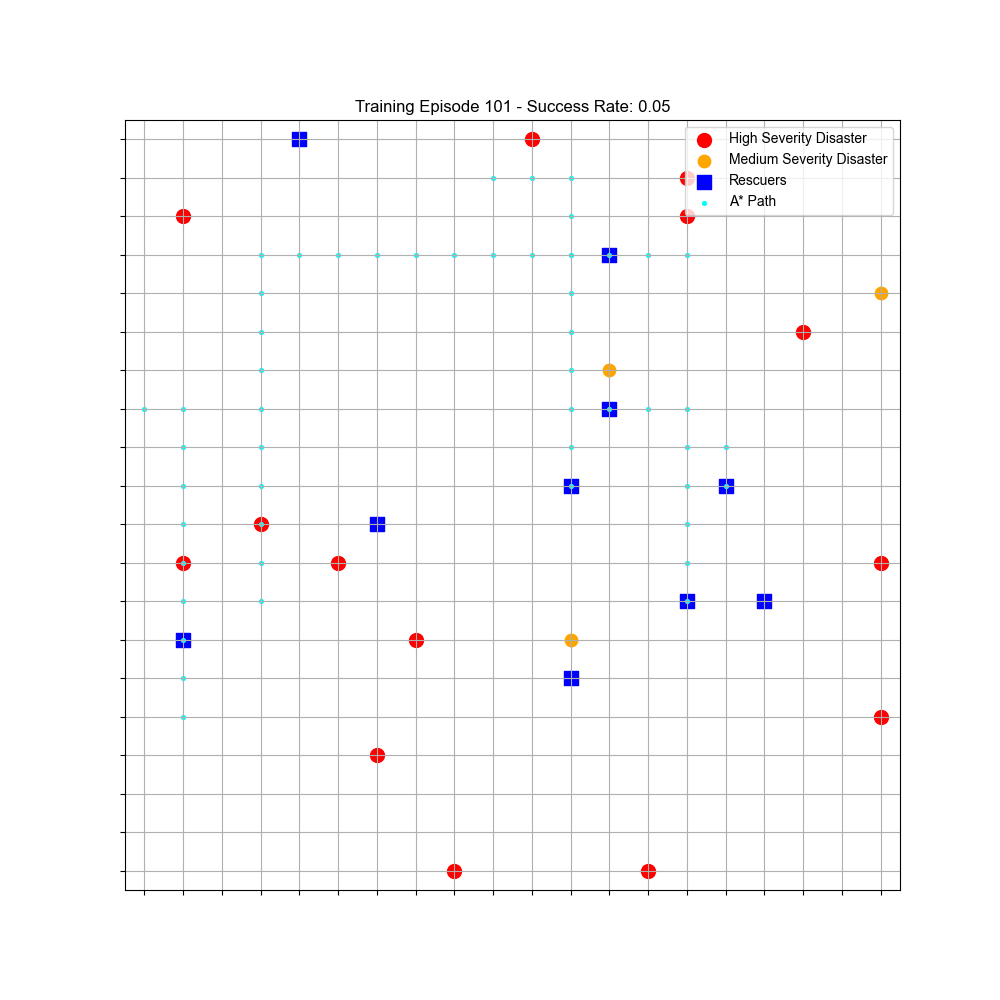 Training Episode 101 - Success Rate: 0.05
High Severity Disaster
Medium Severity Disaster
Rescuers
A* Path